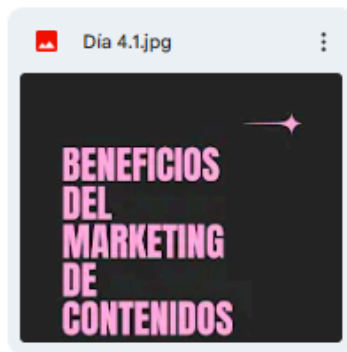 Día 4.1.jpg
BENEFICIOS
DEL
MARKETING
DE
CONTENIDOS